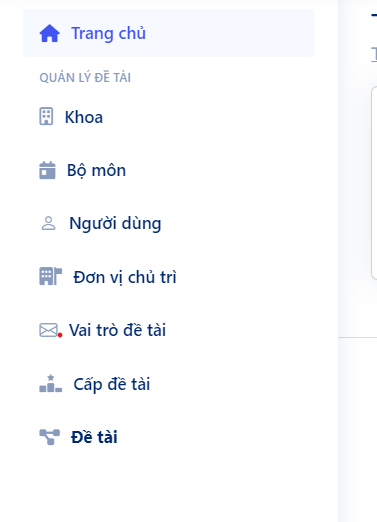 Trang chủ
QUẢN LÝ ĐỀ TÀI
Khoa
Bộ môn
Người dùng
Đơn vị chủ trì
Vai trò đề tài
Cấp đề tài
Đề tài